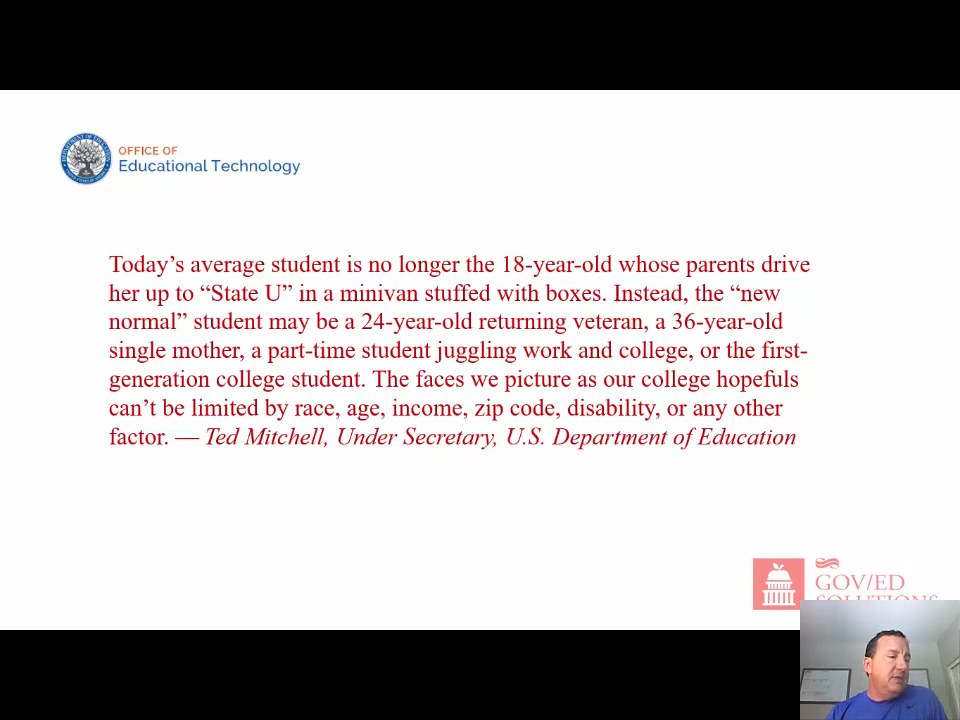 OFFICE OF
Educational Technology
Today’s average student is no longer the 18-year-old whose parents drive
her up to “State U” in a minivan stuffed with boxes. Instead, the “new
normal” student may be a 24-year-old returning veteran, a 36-year-old
single mother, a part-time student juggling work and college, or the first-
generation college student. The faces we picture as our college hopefuls
can’t be limited by race, age, income, zip code, disability, or any other
factor. — Ted Mitchell, Under Secretary, U.S. Department of Education
GOV/ED
SOLUTIONS